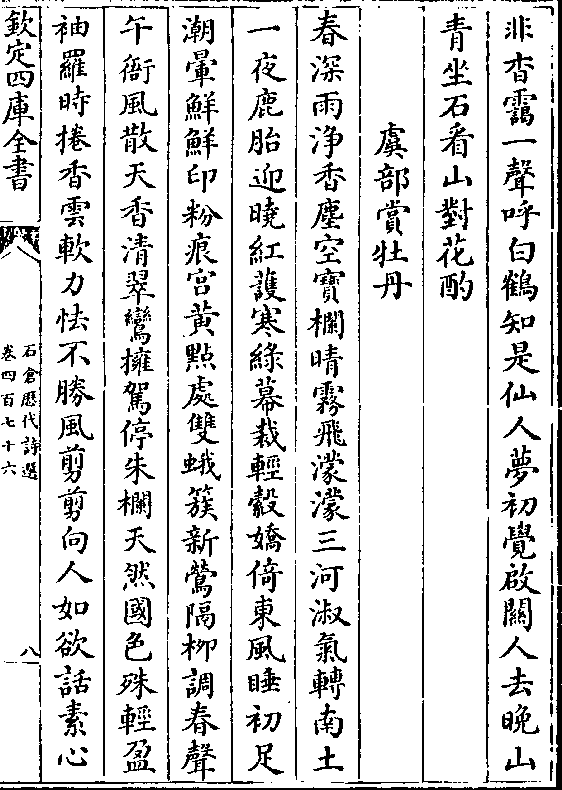 非杳靄一聲呼白鶴知是仙人夢初覺啟關人去晩山
青坐石看山對花酌
虞部賞牡丹
春深雨浄香塵空寶欄晴霧飛濛濛三河淑氣轉南土
一夜鹿胎迎曉紅護寒綠幕裁輕縠嬌倚東風睡初足
潮暈鮮鮮印粉痕宫黄點處雙蛾簇新鶯隔柳調春聲
午衙風散天香清翠鸞擁駕停朱欄天然國色殊輕盈
袖羅時捲香雲軟力怯不勝風剪剪向人如欲話素心
欽定四庫全書
石倉歴代詩選
卷四百七十六
八